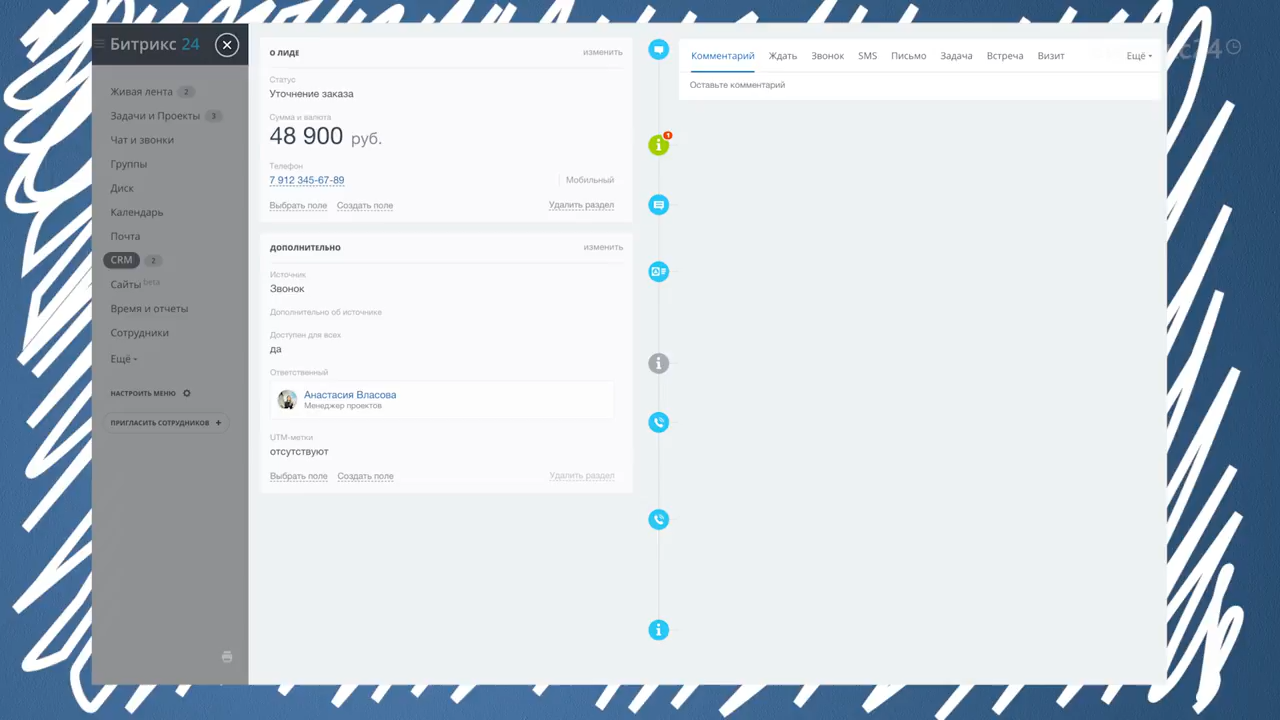 Битрикс 24
Живая лента 2
Задачи и Проекты 3
Чат и звонки
Группы
Диск
Календарь
Почта
CRM 2
Сайты beta
Время и отчеты
Сотрудники
Ещё
НАСТРОИТЬ МЕНЮ
ПРИГЛАСИТЬ СОТРУДНИКОВ +
О ЛИДЕ изменить
Статус
Уточнение заказа
Сумма и валюта
48 900 руб.
Телефон
7 912 345-67-89 Мобильный
Выбрать поле Создать поле Удалить раздел
ДОПОЛНИТЕЛЬНО изменить
Источник
Звонок
Дополнительно об источнике
Доступен для всех
да
Ответственный
Анастасия Власова
Менеджер проектов
UTM-метки
отсутствуют
Выбрать поле Создать поле Удалить раздел
1
Комментарий Ждать Звонок SMS Письмо Задача Встреча Визит Ещё
Оставьте комментарий
с24